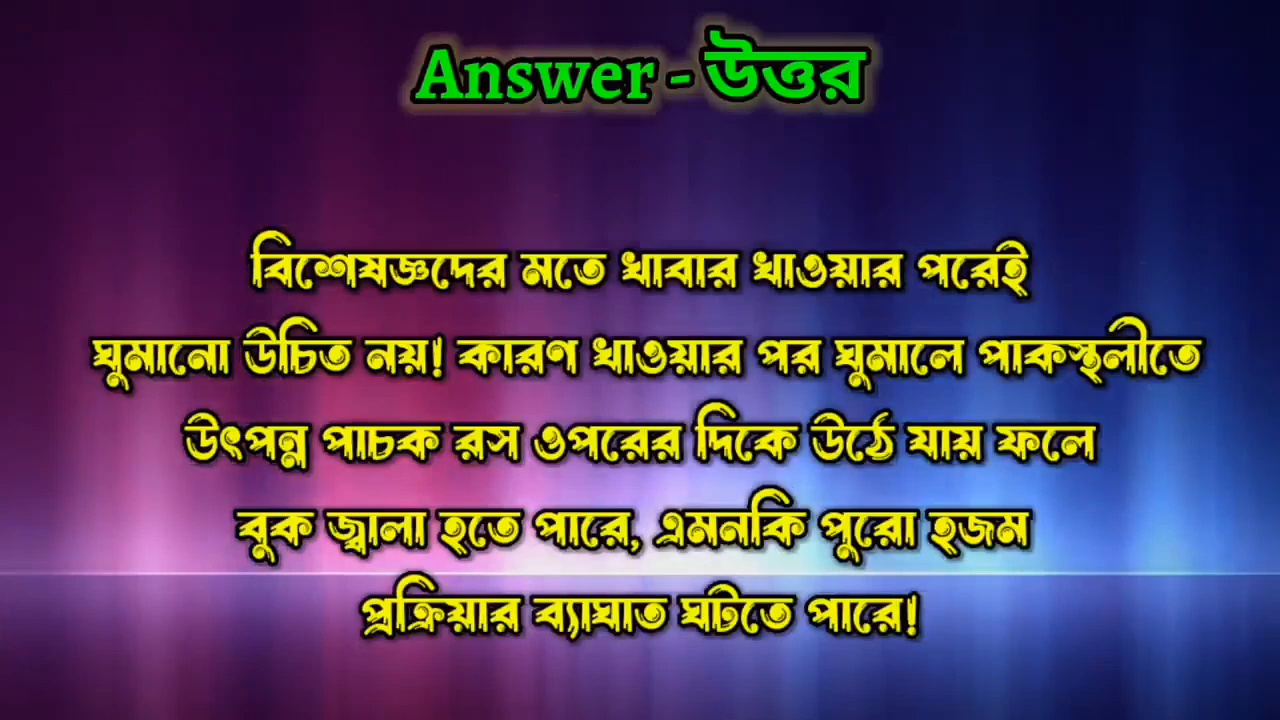 Answer - উত্তর
বিশেষজ্ঞদের মতে খাবার খাওয়ার পরেই
ঘুমানো উচিত নয়! কারণ খাওয়ার পর ঘুমালে পাকস্থলীতে
উৎপন্ন পাচক রস ওপরের দিকে উঠে যায় ফলে
বুক জ্বালা হতে পারে, এমনকি পুরো হজম
প্রক্রিয়ার ব্যাঘাত ঘটতে পারে!